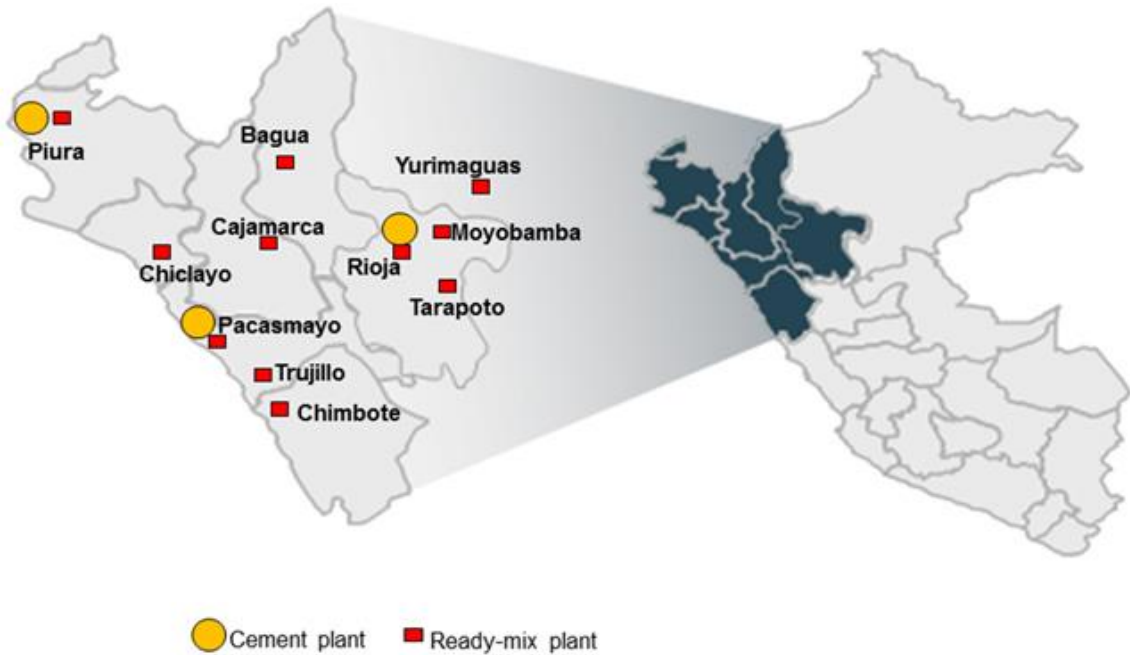 Piura
Bagua
Yurimaguas
Cajamarca
Moyobamba
Rioja
Chiclayo
Tarapoto
Pacasmayo
Trujillo
Chimbote
Cement plant
Ready-mix plant